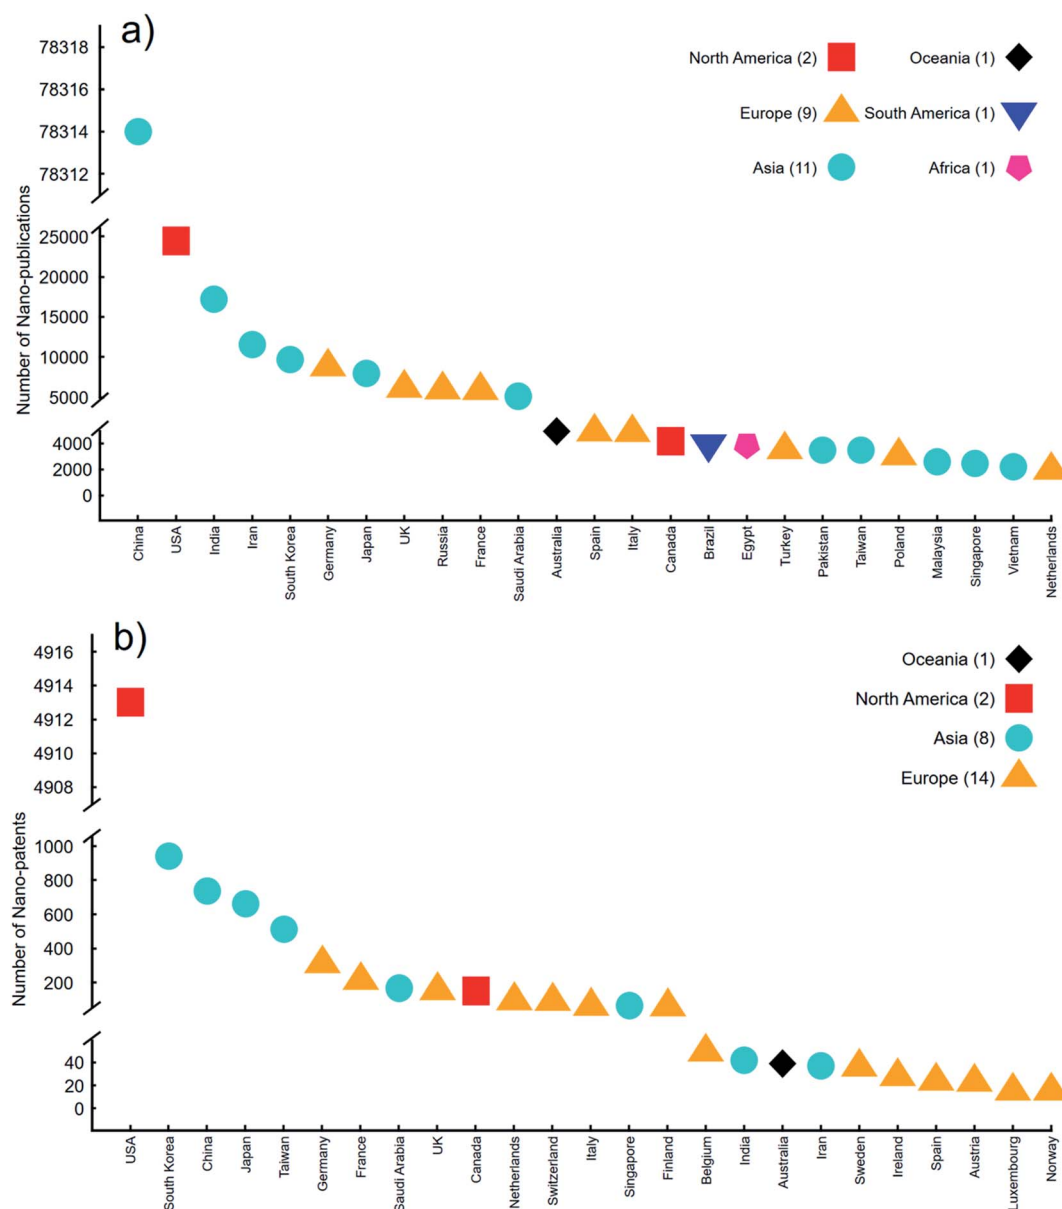 a)
78318
78316
78314
78312
25000
20000
15000
10000
5000
4000
2000
0
Number of Nano-publications
North America (2)
Oceania (1)
Europe (9)
South America (1)
Asia (11)
Africa (1)
China
USA
India
Iran
South Korea
Germany
Japan
UK
Russia
France
Saudi Arabia
Australia
Spain
Italy
Canada
Brazil
Egypt
Turkey
Pakistan
Taiwan
Poland
Malaysia
Singapore
Vietnam
Netherlands
b)
4916
4914
4912
4910
4908
1000
800
600
400
200
40
20
0
Number of Nano-patents
Oceania (1)
North America (2)
Asia (8)
Europe (14)
USA
South Korea
China
Japan
Taiwan
Germany
France
Saudi Arabia
UK
Canada
Netherlands
Switzerland
Italy
Singapore
Finland
Belgium
India
Australia
Iran
Sweden
Ireland
Spain
Austria
Luxembourg
Norway